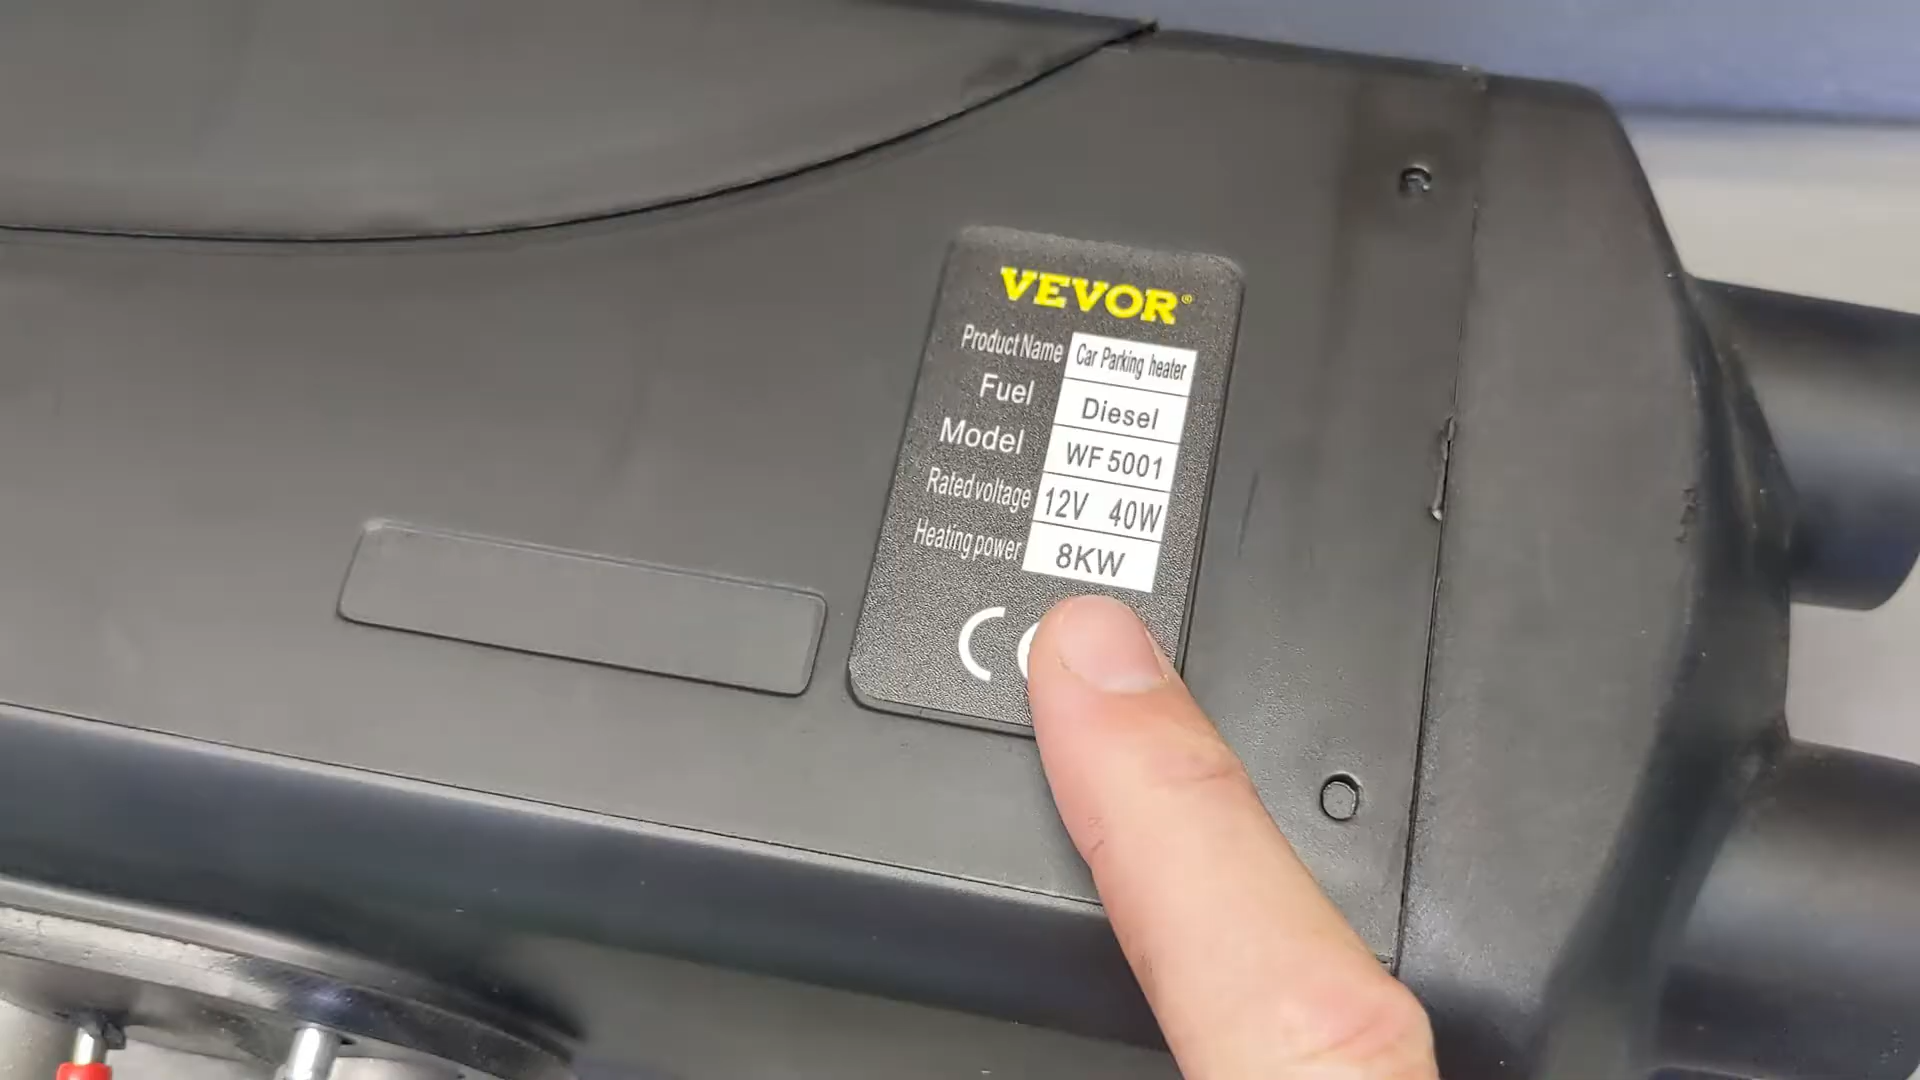 VEVOR®
Product Name Car Parking heater
Fuel Diesel
Model WF 5001
Rated voltage 12V 40W
Heating power 8KW
C